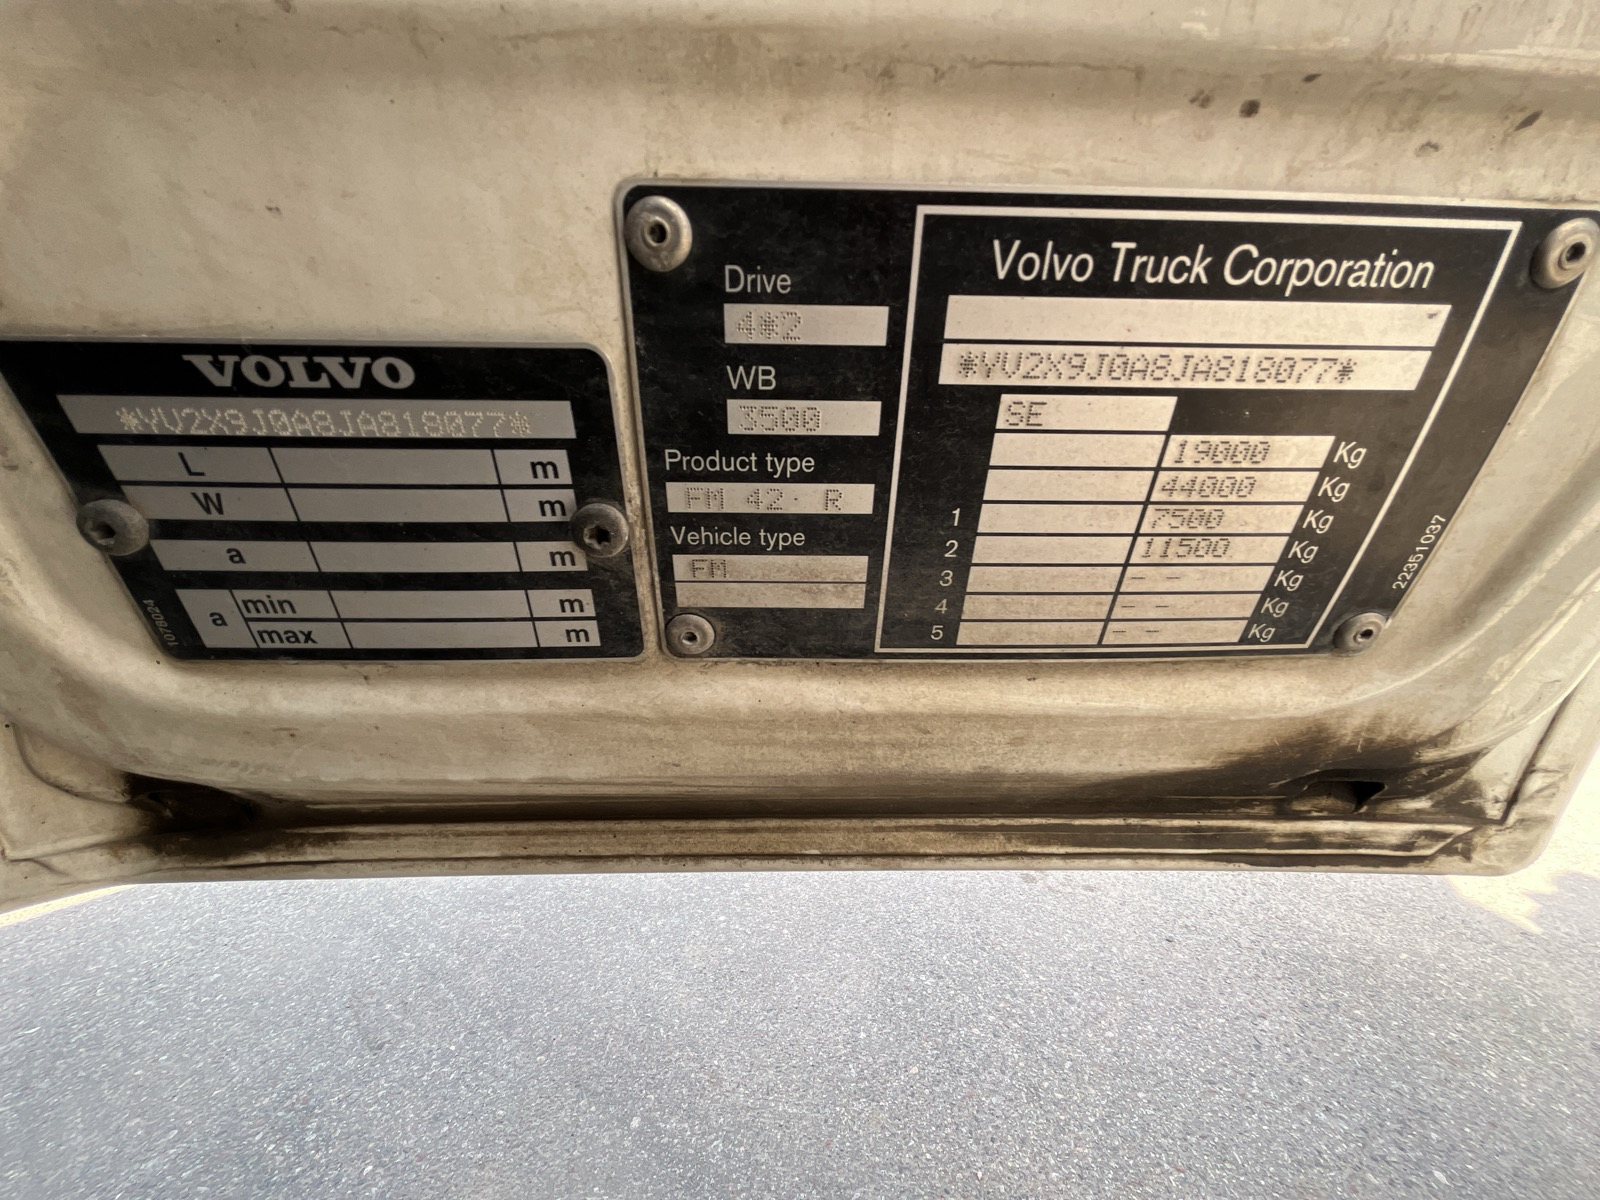 VOLVO
*YV2X9J0A8JA818077*
L m
W m
a m
a min m
max m
1078024
Drive
4*2
WB
3500
Product type
FM 42 R
Vehicle type
FM
Volvo Truck Corporation
*YV2X9J0A8JA818077*
SE
19000 Kg
44000 Kg
1 7500 Kg
2 11500 Kg
3 -- Kg
4 -- Kg
5 -- Kg
22351037